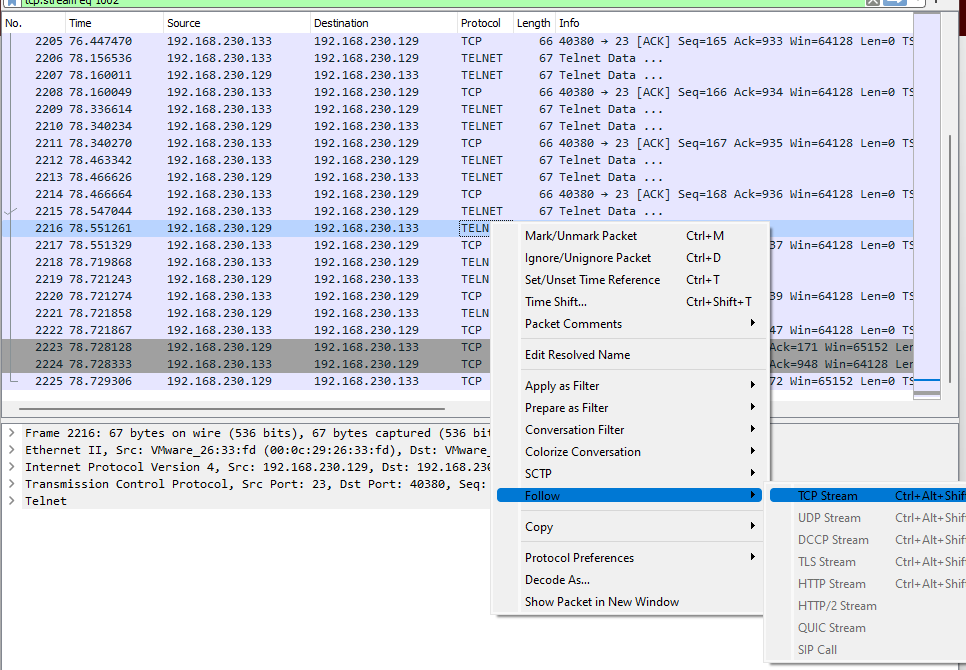 tcp.stream eq 1002
No. Time Source Destination Protocol Length Info
2205 76.447470 192.168.230.133 192.168.230.129 TCP 66 40380 → 23 [ACK] Seq=165 Ack=933 Win=64128 Len=0 TS
2206 78.156536 192.168.230.133 192.168.230.129 TELNET 67 Telnet Data ...
2207 78.160011 192.168.230.129 192.168.230.133 TELNET 67 Telnet Data ...
2208 78.160049 192.168.230.133 192.168.230.129 TCP 66 40380 → 23 [ACK] Seq=166 Ack=934 Win=64128 Len=0 TS
2209 78.336614 192.168.230.133 192.168.230.129 TELNET 67 Telnet Data ...
2210 78.340234 192.168.230.129 192.168.230.133 TELNET 67 Telnet Data ...
2211 78.340270 192.168.230.133 192.168.230.129 TCP 66 40380 → 23 [ACK] Seq=167 Ack=935 Win=64128 Len=0 TS
2212 78.463342 192.168.230.133 192.168.230.129 TELNET 67 Telnet Data ...
2213 78.466626 192.168.230.129 192.168.230.133 TELNET 67 Telnet Data ...
2214 78.466664 192.168.230.133 192.168.230.129 TCP 66 40380 → 23 [ACK] Seq=168 Ack=936 Win=64128 Len=0 TS
2215 78.547044 192.168.230.133 192.168.230.129 TELNET 67 Telnet Data ...
2216 78.551261 192.168.230.129 192.168.230.133 TELN
2217 78.551329 192.168.230.133 192.168.230.129 TCP 37 Win=64128 Len=0 TS
2218 78.719868 192.168.230.133 192.168.230.129 TELN
2219 78.721243 192.168.230.129 192.168.230.133 TELN
2220 78.721274 192.168.230.133 192.168.230.129 TCP 39 Win=64128 Len=0 TS
2221 78.721858 192.168.230.129 192.168.230.133 TELN
2222 78.721867 192.168.230.133 192.168.230.129 TCP 47 Win=64128 Len=0 TS
2223 78.728128 192.168.230.129 192.168.230.133 TCP Ack=171 Win=65152 Len
2224 78.728333 192.168.230.133 192.168.230.129 TCP Ack=948 Win=64128 Len
2225 78.729306 192.168.230.129 192.168.230.133 TCP 72 Win=65152 Len=0 TS
Mark/Unmark Packet Ctrl+M
Ignore/Unignore Packet Ctrl+D
Set/Unset Time Reference Ctrl+T
Time Shift... Ctrl+Shift+T
Packet Comments
Edit Resolved Name
Apply as Filter
Prepare as Filter
Conversation Filter
Colorize Conversation
SCTP
Follow
Copy
Protocol Preferences
Decode As...
Show Packet in New Window
TCP Stream Ctrl+Alt+Shif
UDP Stream Ctrl+Alt+Shif
DCCP Stream Ctrl+Alt+Shif
TLS Stream Ctrl+Alt+Shif
HTTP Stream Ctrl+Alt+Shif
HTTP/2 Stream
QUIC Stream
SIP Call
Frame 2216: 67 bytes on wire (536 bits), 67 bytes captured (536 bit
Ethernet II, Src: VMware_26:33:fd (00:0c:29:26:33:fd), Dst: VMware_
Internet Protocol Version 4, Src: 192.168.230.129, Dst: 192.168.230
Transmission Control Protocol, Src Port: 23, Dst Port: 40380, Seq:
Telnet